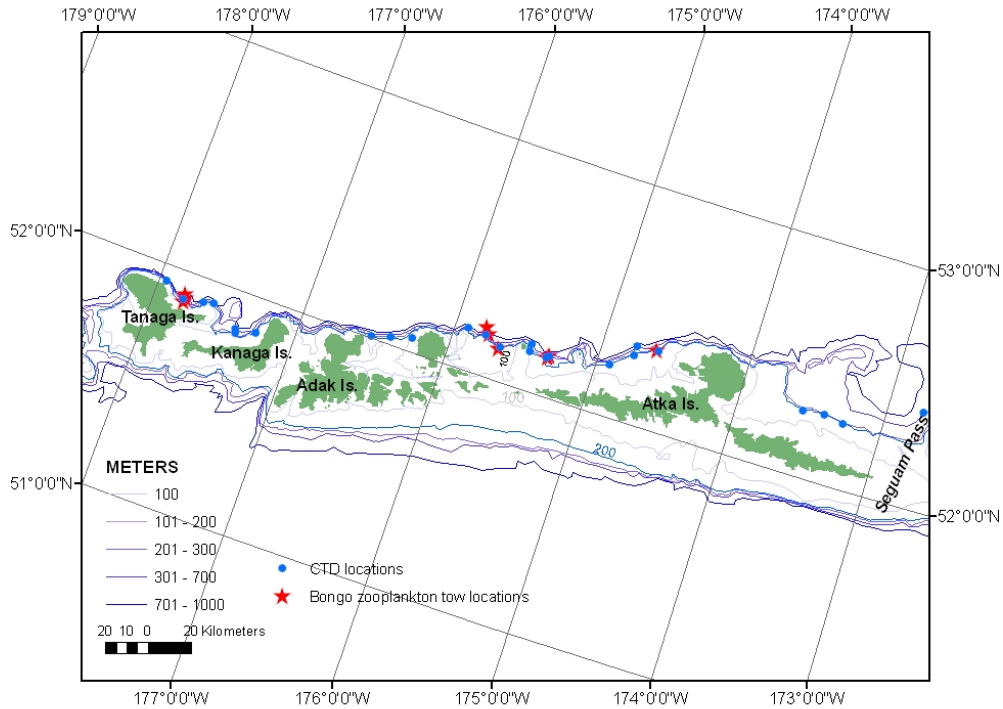 179°0'0"W 178°0'0"W 177°0'0"W 176°0'0"W 175°0'0"W 174°0'0"W
52°0'0"N
53°0'0"N
Tanaga Is.
Kanaga Is.
100
Adak Is.
100
Atka Is.
200
Seguam Pass
51°0'0"N
52°0'0"N
METERS
100
101 - 200
201 - 300
301 - 700
701 - 1000
CTD locations
Bongo zooplankton tow locations
20 10 0 20 Kilometers
177°0'0"W 176°0'0"W 175°0'0"W 174°0'0"W 173°0'0"W